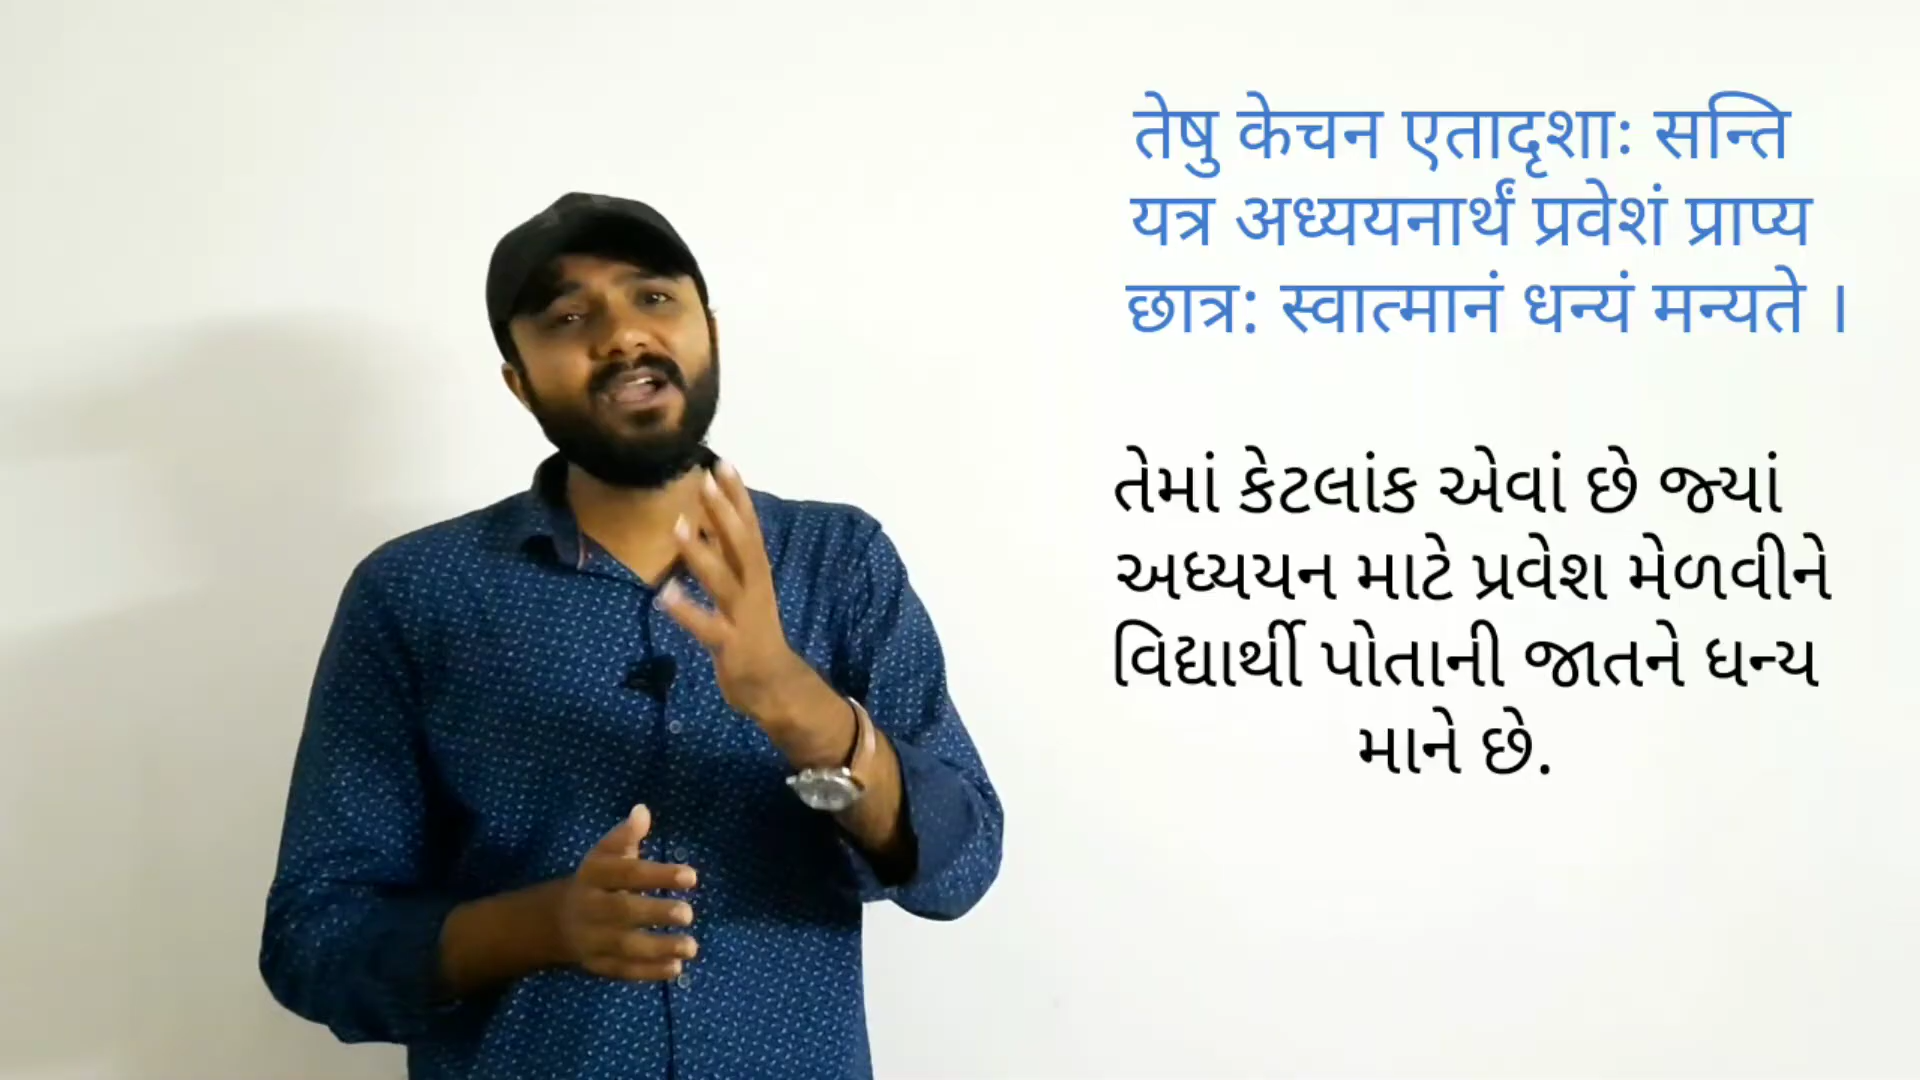 तेषु केचन एतादृशाः सन्ति
यत्र अध्ययनार्थं प्रवेशं प्राप्य
छात्र: स्वात्मानं धन्यं मन्यते ।
તેમાં કેટલાંક એવાં છે જ્યાં
અધ્યયન માટે પ્રવેશ મેળવીને
વિદ્યાર્થી પોતાની જાતને ધન્ય
માને છે.